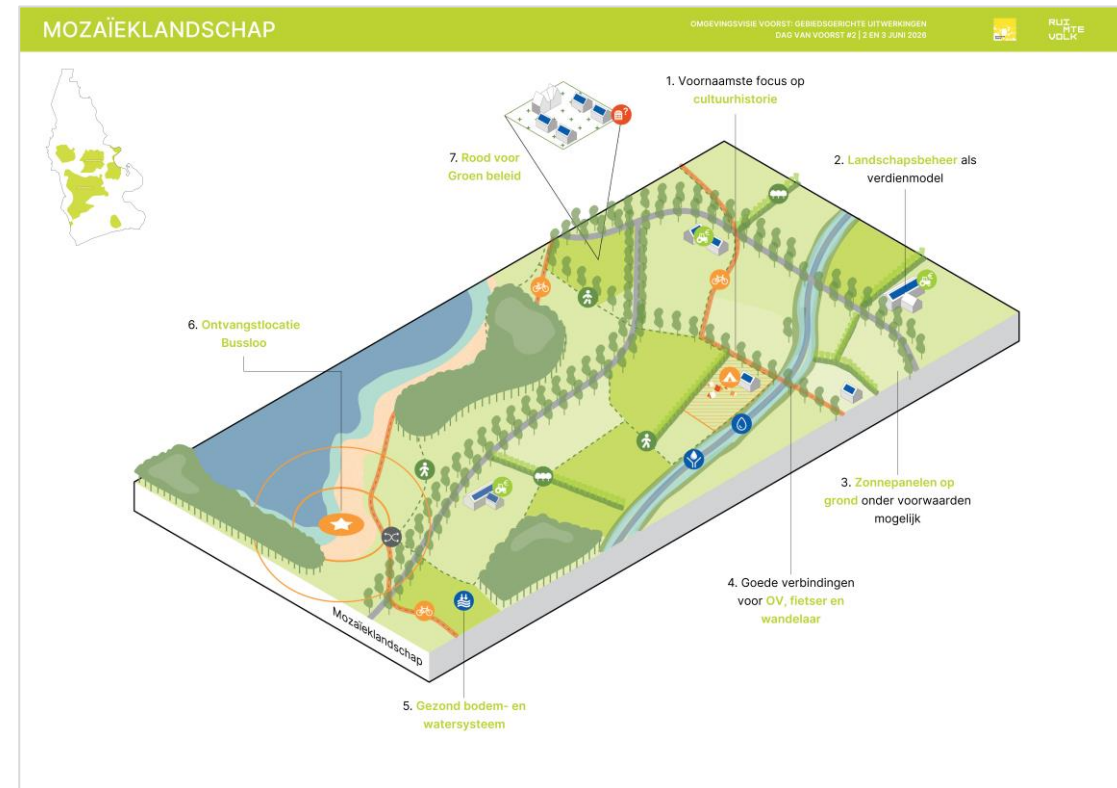 MOZAÏEKLANDSCHAP
OMGEVINGSVISIE VOORST: GEBIEDSGERICHTE UITWERKINGEN
DAG VAN VOORST #2 | 2 EN 3 JUNI 2026
RUI
MTE
VOLK
1. Voornaamste focus op
cultuurhistorie
7. Rood voor
Groen beleid
?
2. Landschapsbeheer als
verdienmodel
6. Ontvangstlocatie
Bussloo
3. Zonnepanelen op
grond onder voorwaarden
mogelijk
4. Goede verbindingen
voor OV, fietser en
wandelaar
Mozaïeklandschap
5. Gezond bodem- en
watersysteem